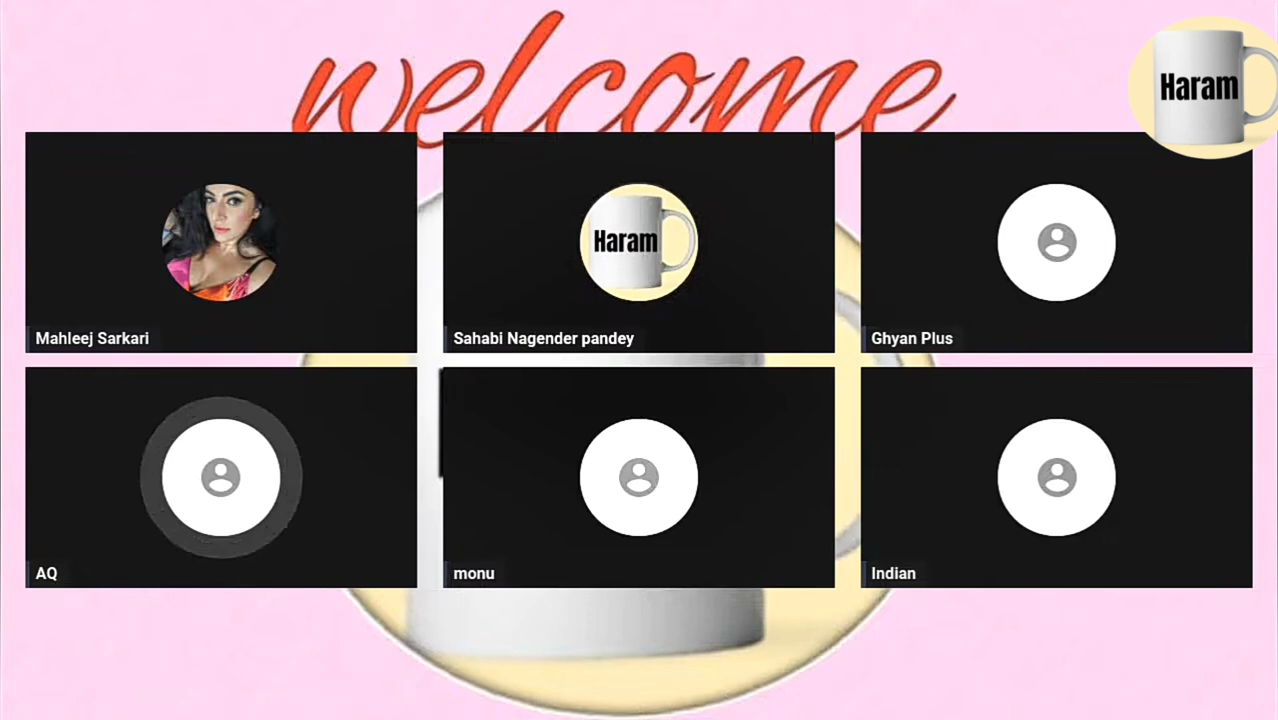 welcome
Haram
Mahleej Sarkari
Haram
Sahabi Nagender pandey
Ghyan Plus
AQ
monu
Indian